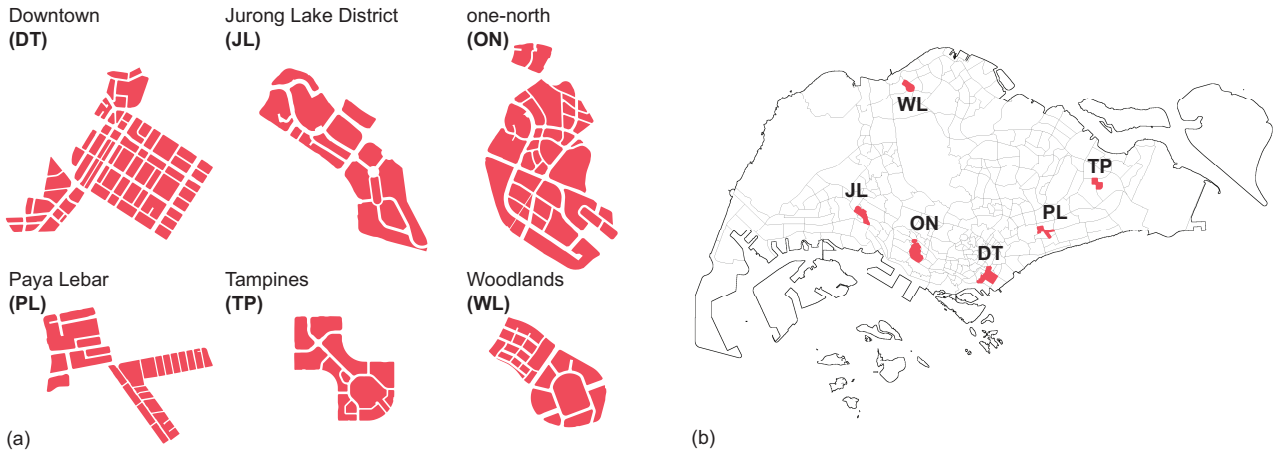 Downtown
(DT)
Jurong Lake District
(JL)
one-north
(ON)
Paya Lebar
(PL)
Tampines
(TP)
Woodlands
(WL)
(a)
WL
TP
JL
PL
ON
DT
(b)